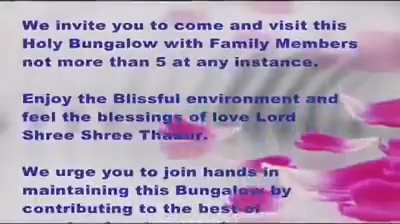 We invite you to come and visit this
Holy Bungalow with Family Members
not more than 5 at any instance.
Enjoy the Blissful environment and
feel the blessings of love Lord
Shree Shree Thakur.
We urge you to join hands in
maintaining this Bungalow by
contributing to the best of